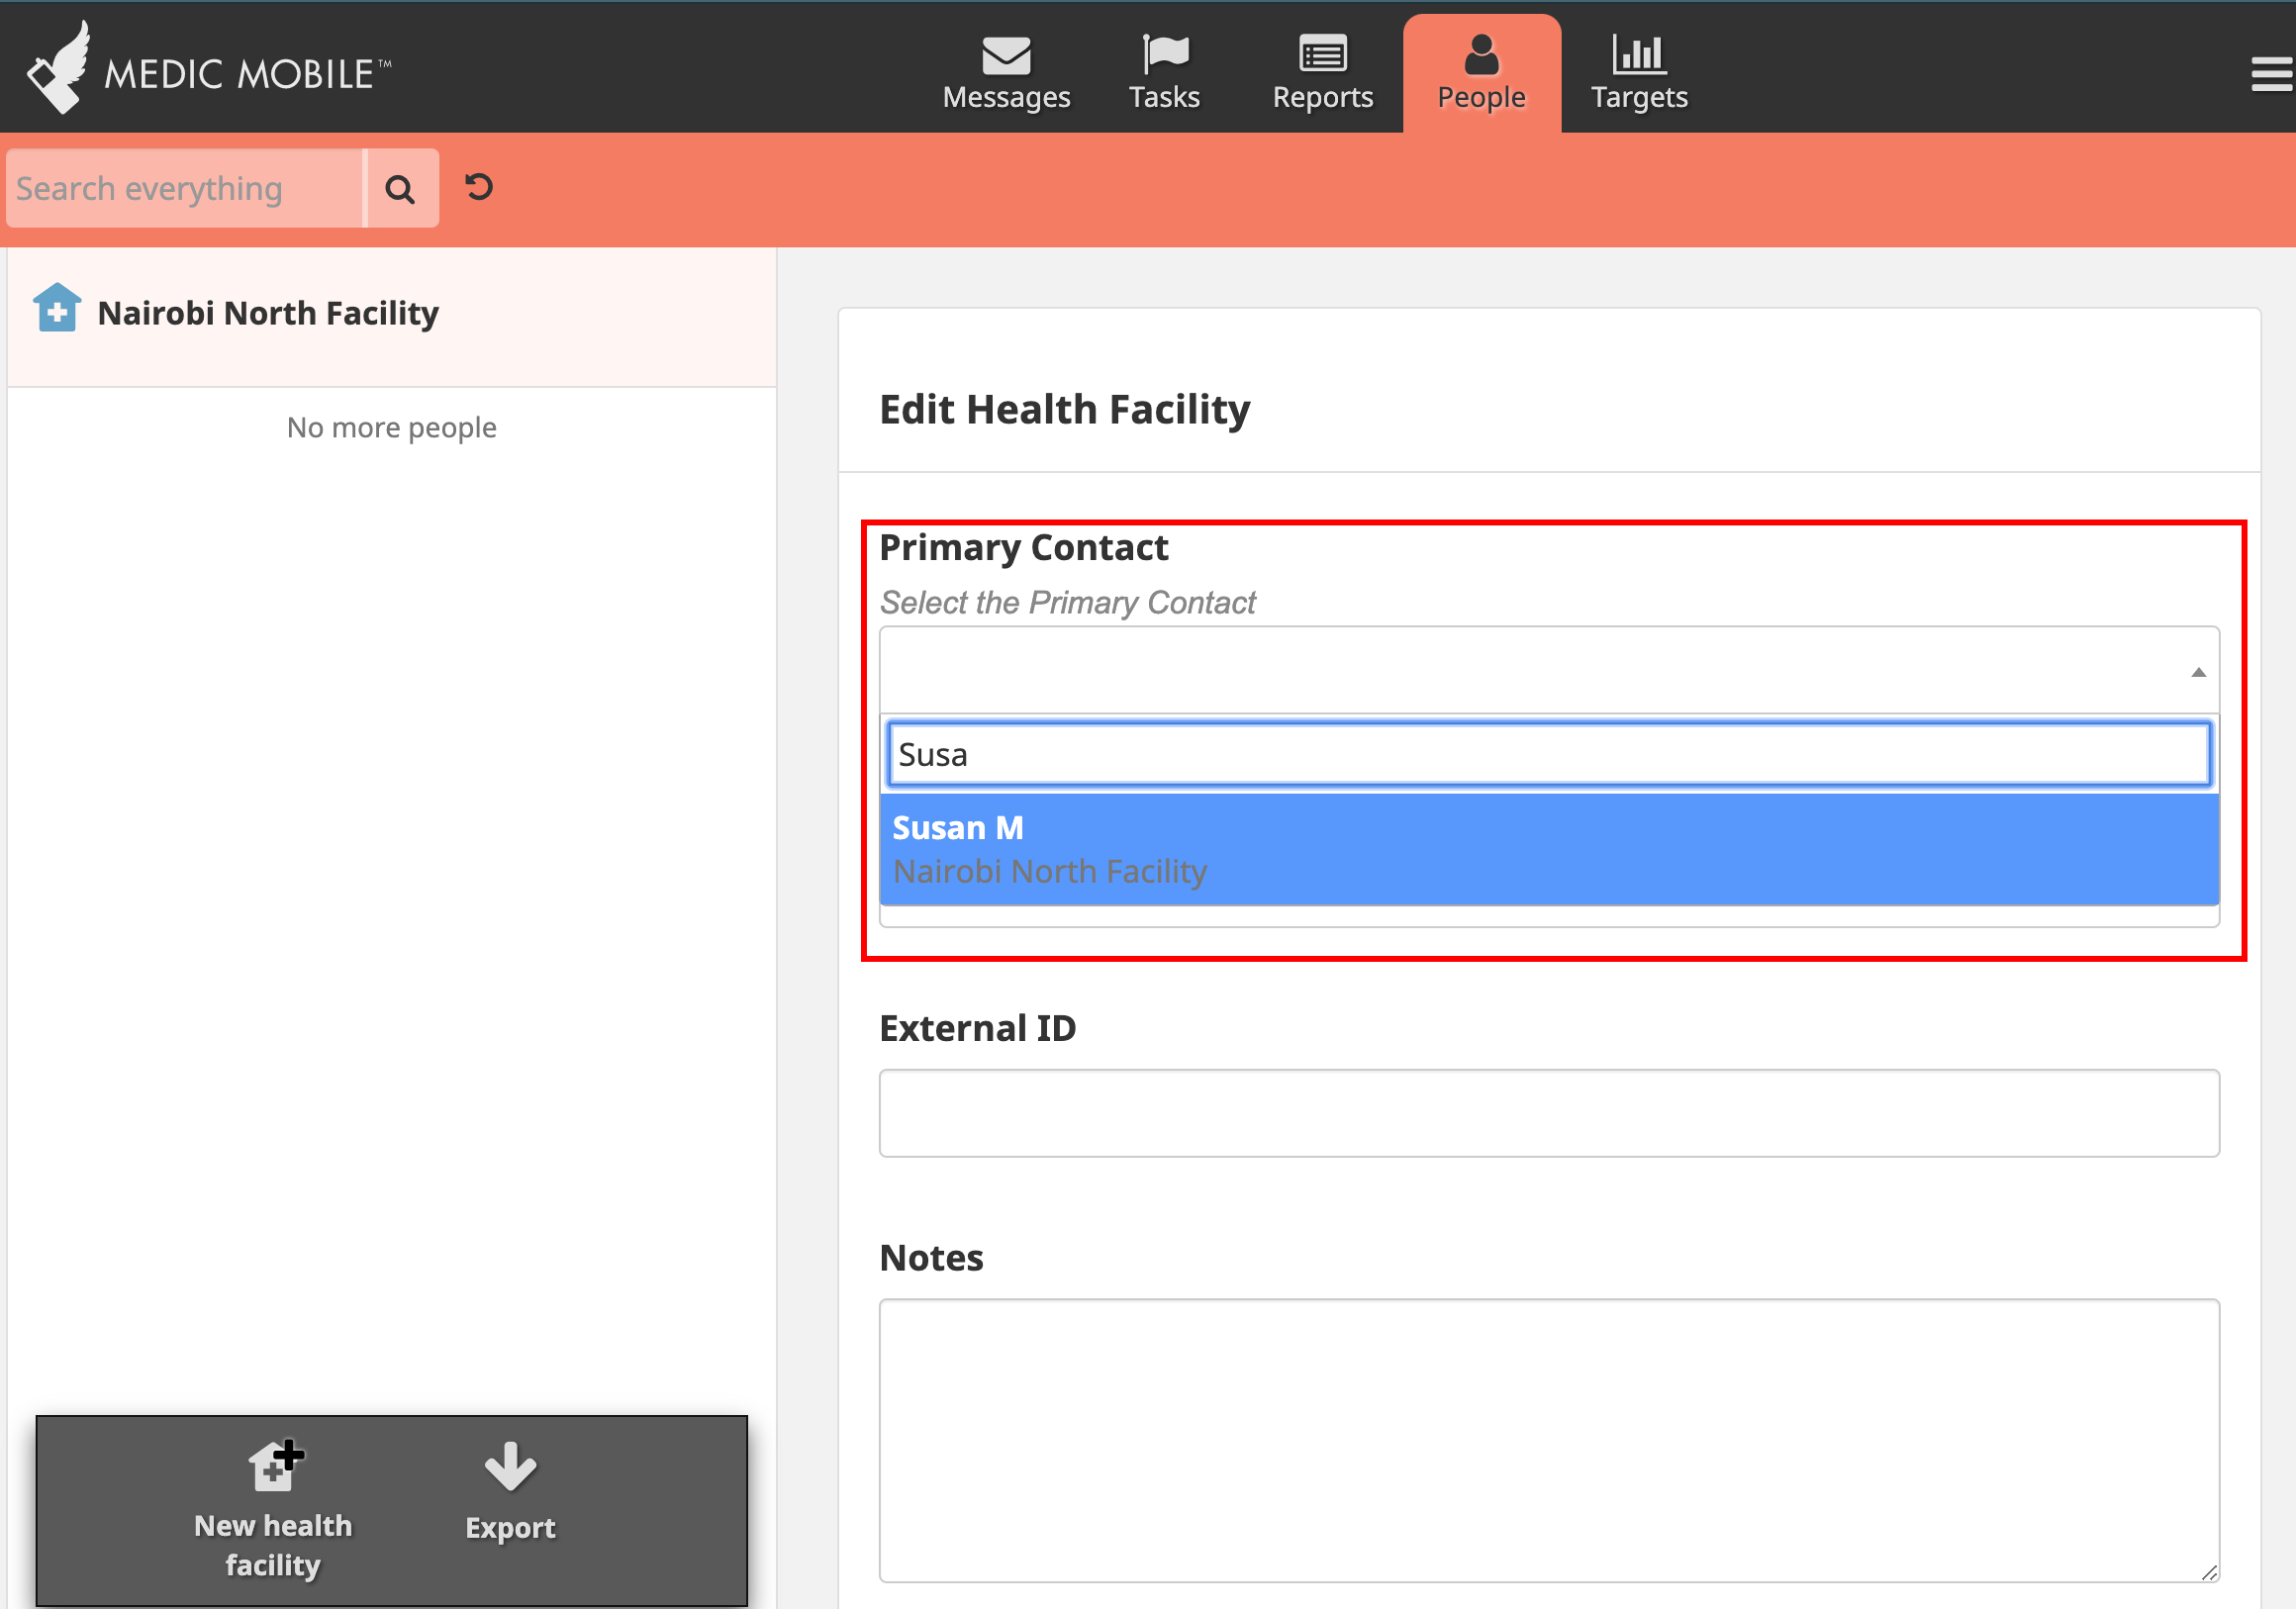 MEDIC MOBILE™
Messages
Tasks
Reports
People
Targets
Search everything
Nairobi North Facility
No more people
Edit Health Facility
Primary Contact
Select the Primary Contact
Susa
Susan M
Nairobi North Facility
External ID
Notes
New health
facility
Export